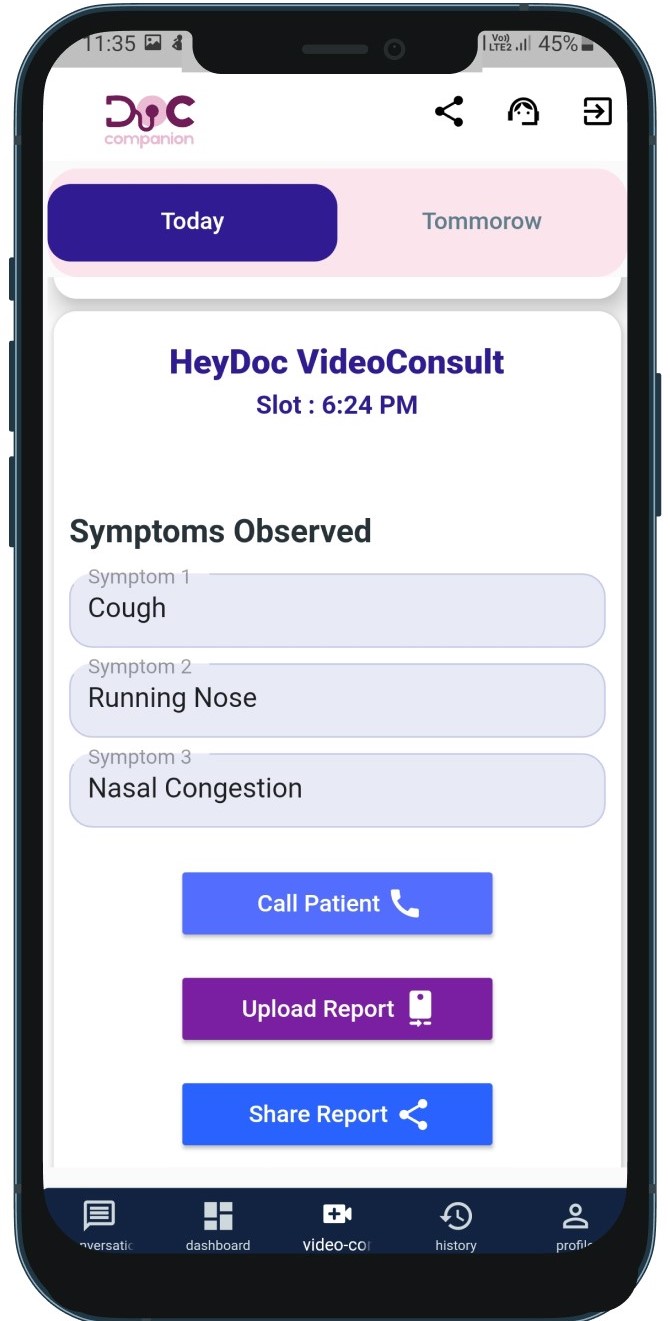 11:35 Vo)) LTE2 45%
DOC
companion
Today Tommorow
HeyDoc VideoConsult
Slot : 6:24 PM
Symptoms Observed
Symptom 1
Cough
Symptom 2
Running Nose
Symptom 3
Nasal Congestion
Call Patient
Upload Report
Share Report
nversatic dashboard video-cor history profile